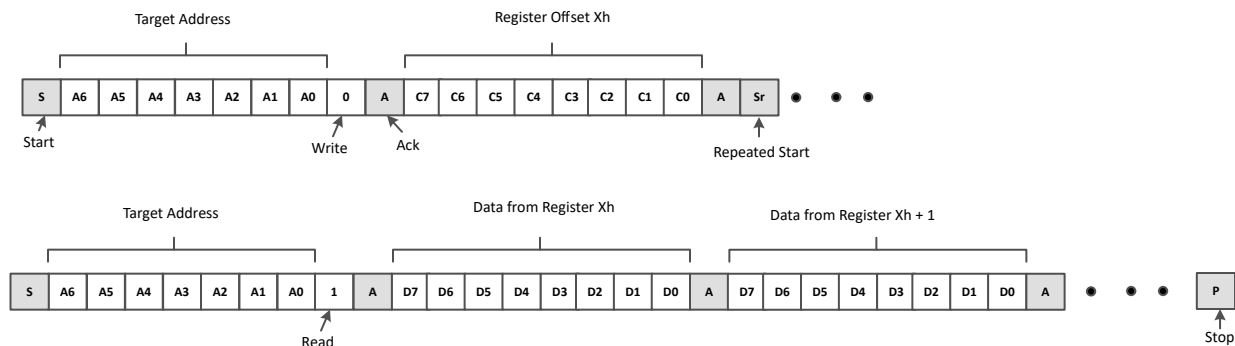 Target Address Register Offset Xh
S A6 A5 A4 A3 A2 A1 A0 0 A C7 C6 C5 C4 C3 C2 C1 C0 A Sr
Start Write Ack Repeated Start
Target Address Data from Register Xh Data from Register Xh + 1
S A6 A5 A4 A3 A2 A1 A0 1 A D7 D6 D5 D4 D3 D2 D1 D0 A D7 D6 D5 D4 D3 D2 D1 D0 A P
Read Stop